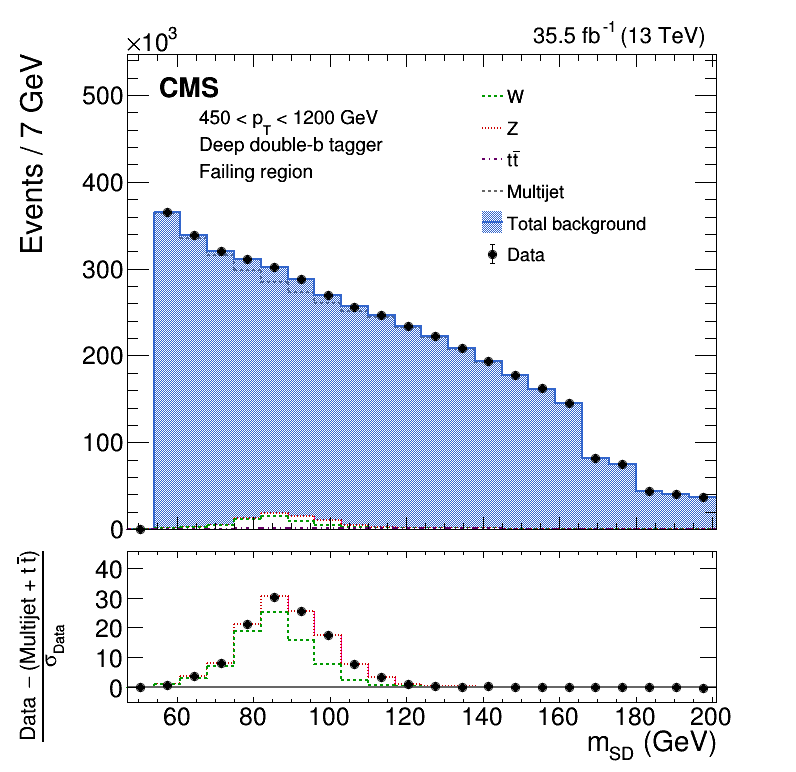 ×10³
35.5 fb⁻¹ (13 TeV)
CMS
450 < p_T < 1200 GeV
Deep double-b tagger
Failing region
W
Z
tt̄
Multijet
Total background
Data
Events / 7 GeV
500
400
300
200
100
0
Data − (Multijet + tt̄)
σ_Data
40
30
20
10
0
60 80 100 120 140 160 180 200
m_SD (GeV)